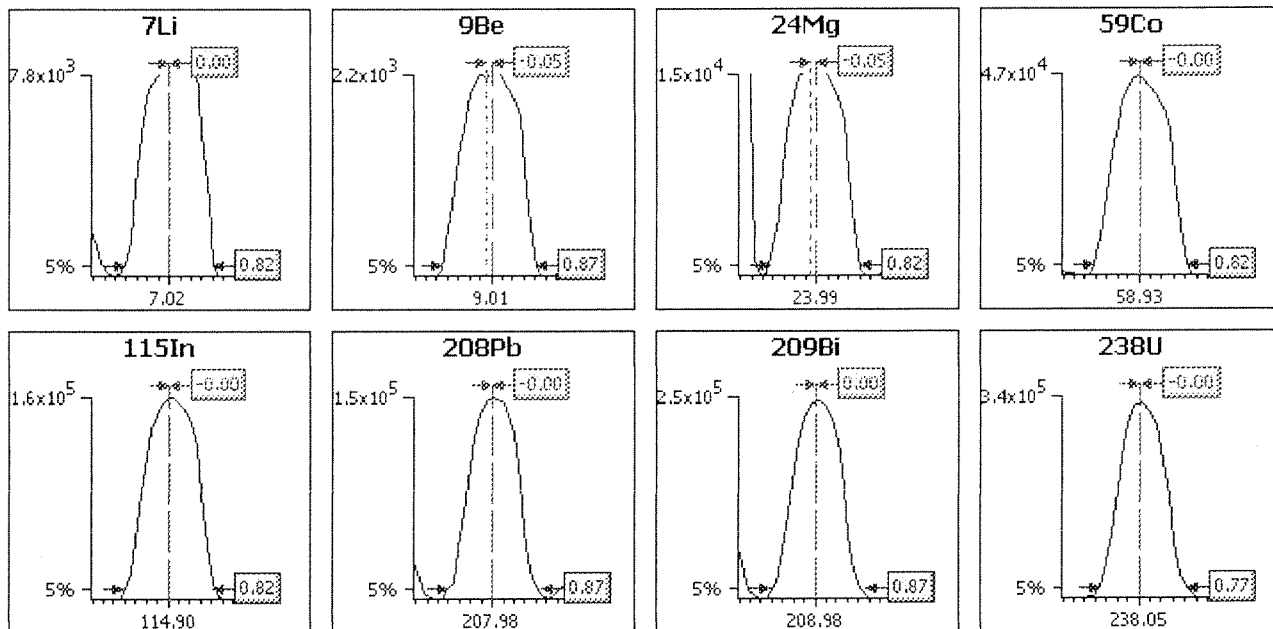 7Li
0.00
7.8x10³
5%
0.82
7.02
9Be
-0.05
2.2x10³
5%
0.87
9.01
24Mg
-0.05
1.5x10⁴
5%
0.82
23.99
59Co
-0.00
4.7x10⁴
5%
0.82
58.93
115In
-0.00
1.6x10⁵
5%
0.82
114.90
208Pb
-0.00
1.5x10⁵
5%
0.87
207.98
209Bi
0.00
2.5x10⁵
5%
0.87
208.98
238U
-0.00
3.4x10⁵
5%
0.77
238.05